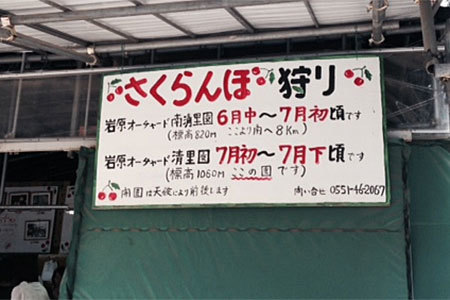 さくらんぼ狩り
岩原オーチャード南清里園 6月中〜7月初頃です
(標高820m ここより南へ8Km)
岩原オーチャード清里園 7月初〜7月下頃です
(標高1060m この園です)
開園は天候により前後します 問い合せ 0551-46-2067